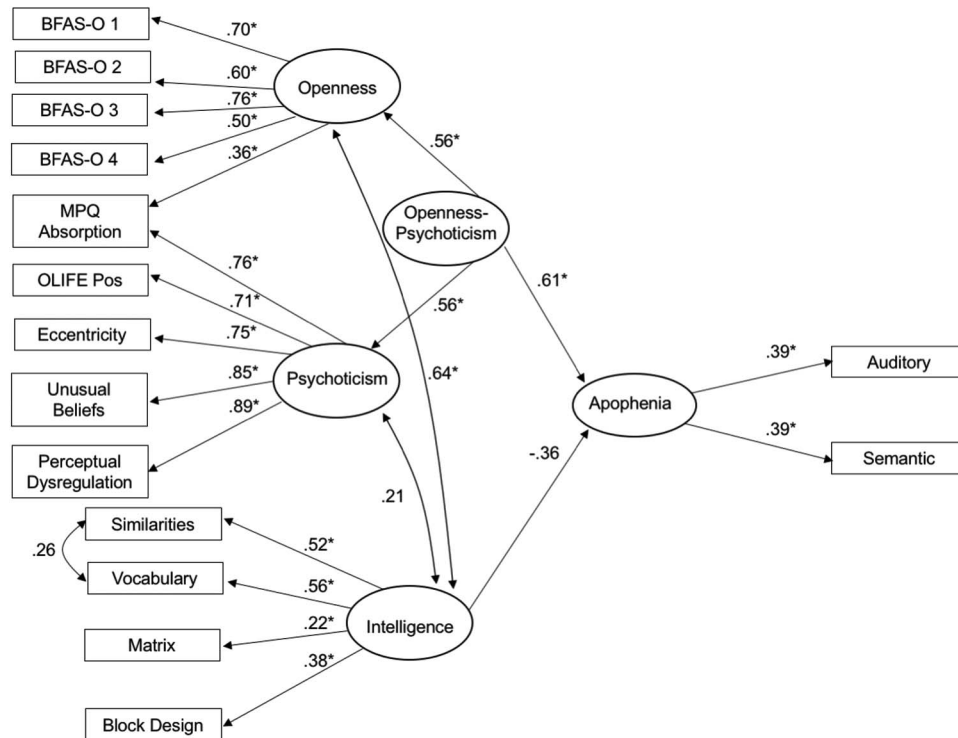 BFAS-O 1
.70*
BFAS-O 2
.60*
Openness
BFAS-O 3
.76*
.50*
BFAS-O 4
.36*
.56*
MPQ
Absorption
Openness-
Psychoticism
.76*
OLIFE Pos
.71*
.61*
.56*
Eccentricity
.75*
.39*
Auditory
Psychoticism
.64*
Unusual
Beliefs
.85*
Apophenia
.89*
.39*
Perceptual
Dysregulation
-.36
Semantic
.21
Similarities
.52*
.26
Vocabulary
.56*
Intelligence
.22*
Matrix
.38*
Block Design